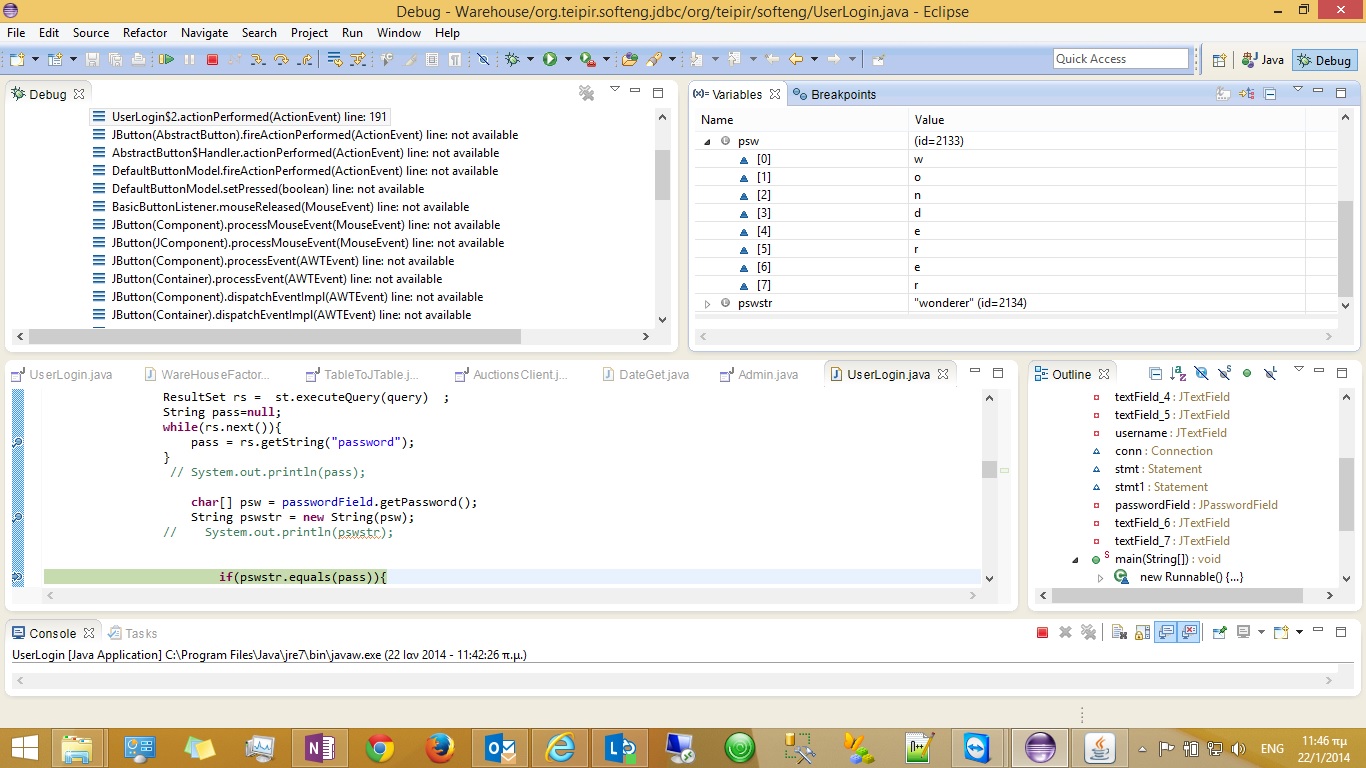 Debug - Warehouse/org.teipir.softeng.jdbc/org/teipir/softeng/UserLogin.java - Eclipse
File Edit Source Refactor Navigate Search Project Run Window Help
Quick Access
Java
Debug
Debug
UserLogin$2.actionPerformed(ActionEvent) line: 191
JButton(AbstractButton).fireActionPerformed(ActionEvent) line: not available
AbstractButton$Handler.actionPerformed(ActionEvent) line: not available
DefaultButtonModel.fireActionPerformed(ActionEvent) line: not available
DefaultButtonModel.setPressed(boolean) line: not available
BasicButtonListener.mouseReleased(MouseEvent) line: not available
JButton(Component).processMouseEvent(MouseEvent) line: not available
JButton(JComponent).processMouseEvent(MouseEvent) line: not available
JButton(Component).processEvent(AWTEvent) line: not available
JButton(Container).processEvent(AWTEvent) line: not available
JButton(Component).dispatchEventImpl(AWTEvent) line: not available
JButton(Container).dispatchEventImpl(AWTEvent) line: not available
(x)= Variables Breakpoints
Name Value
psw (id=2133)
[0] w
[1] o
[2] n
[3] d
[4] e
[5] r
[6] e
[7] r
pswstr "wonderer" (id=2134)
UserLogin.java WareHouseFactor... TableToJTable.j... AuctionsClient.j... DateGet.java Admin.java UserLogin.java
ResultSet rs =  st.executeQuery(query)  ;
String pass=null;
while(rs.next()){
pass = rs.getString("password");
}
// System.out.println(pass);
char[] psw = passwordField.getPassword();
String pswstr = new String(psw);
//    System.out.println(pswstr);
if(pswstr.equals(pass)){
Outline
textField_4 : JTextField
textField_5 : JTextField
username : JTextField
conn : Connection
stmt : Statement
stmt1 : Statement
passwordField : JPasswordField
textField_6 : JTextField
textField_7 : JTextField
S main(String[]) : void
new Runnable() {...}
Console Tasks
UserLogin [Java Application] C:\Program Files\Java\jre7\bin\javaw.exe (22 Ιαν 2014 - 11:42:26 π.μ.)
ENG
11:46 πμ
22/1/2014